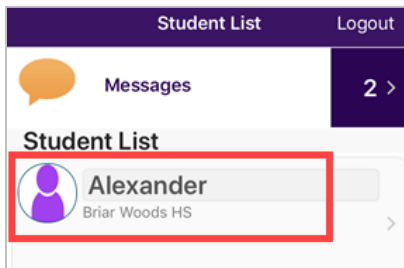 Student List Logout
Messages 2 >
Student List
Alexander
Briar Woods HS